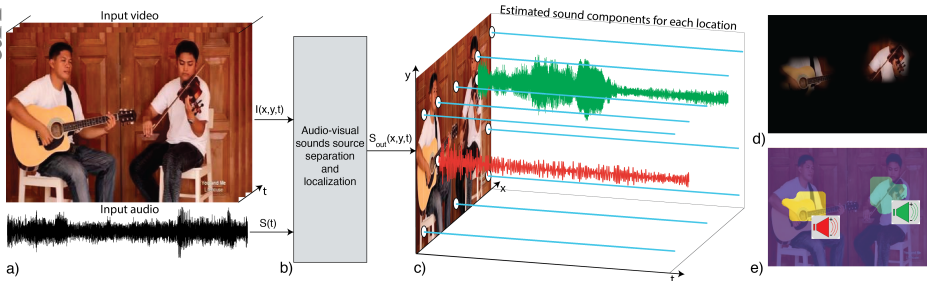 Input video
I(x,y,t)
t
Input audio
S(t)
a)
Audio-visual
sounds source
separation
and
localization
b)
S_out(x,y,t)
Estimated sound components for each location
y
x
t
c)
d)
e)